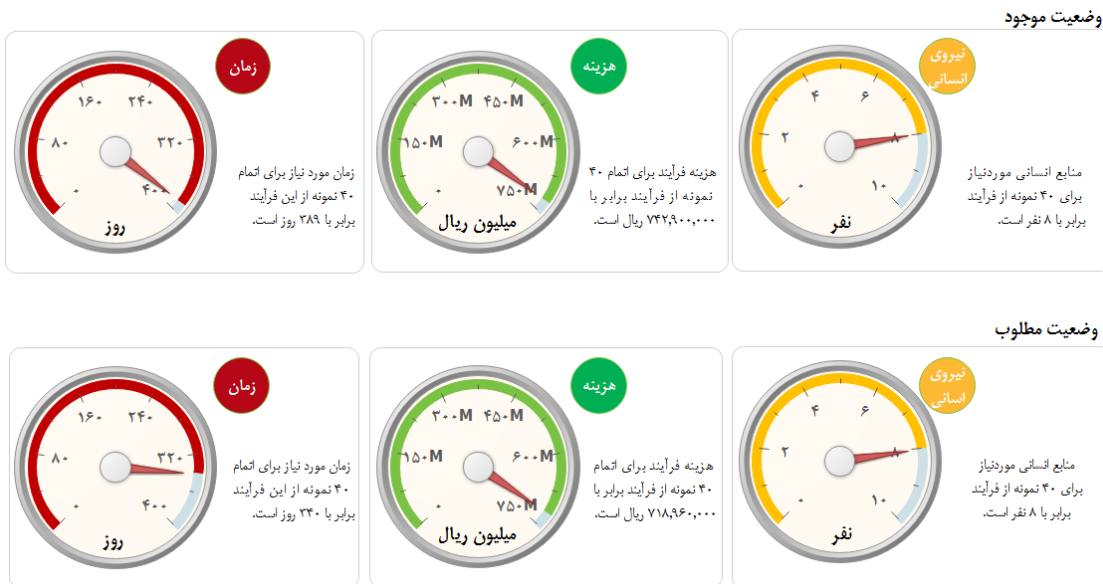 وضعیت موجود
نیروی
انسانی
۰
۲
۴
۶
۸
۱۰
نفر
منابع انسانی موردنیاز
برای ۴۰ نمونه از فرآیند
برابر با ۸ نفر است.
هزینه
۰
۱۵۰M
۳۰۰M
۴۵۰M
۶۰۰M
۷۵۰M
میلیون ریال
هزینه فرآیند برای اتمام ۴۰
نمونه از فرآیند برابر با
۷۴۲,۹۰۰,۰۰۰ ریال است.
زمان
۰
۸۰
۱۶۰
۲۴۰
۳۲۰
۴۰۰
روز
زمان مورد نیاز برای اتمام
۴۰ نمونه از این فرآیند
برابر با ۳۸۹ روز است.
وضعیت مطلوب
نیروی
اسانی
۰
۲
۴
۶
۸
۱۰
نفر
منابع انسانی موردنیاز
برای ۴۰ نمونه از فرآیند
برابر با ۸ نفر است.
هزینه
۰
۱۵۰M
۳۰۰M
۴۵۰M
۶۰۰M
۷۵۰M
میلیون ریال
هزینه فرآیند برای اتمام
۴۰ نمونه از فرآیند برابر با
۷۱۸,۹۶۰,۰۰۰ ریال است.
زمان
۰
۸۰
۱۶۰
۲۴۰
۳۲۰
۴۰۰
روز
زمان مورد نیاز برای اتمام
۴۰ نمونه از این فرآیند
برابر با ۳۴۰ روز است.